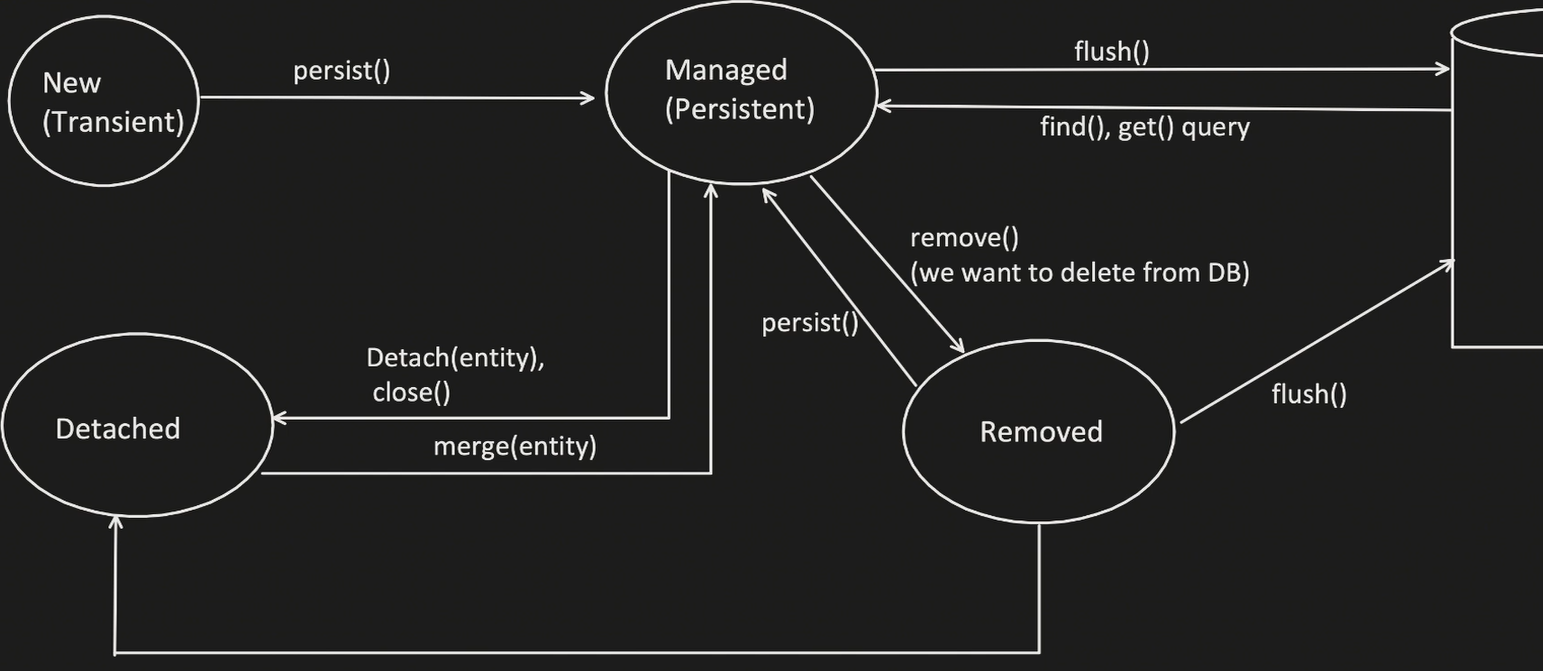 New
(Transient)
persist()
Managed
(Persistent)
flush()
find(), get() query
remove()
(we want to delete from DB)
persist()
Detach(entity),
close()
merge(entity)
Detached
Removed
flush()